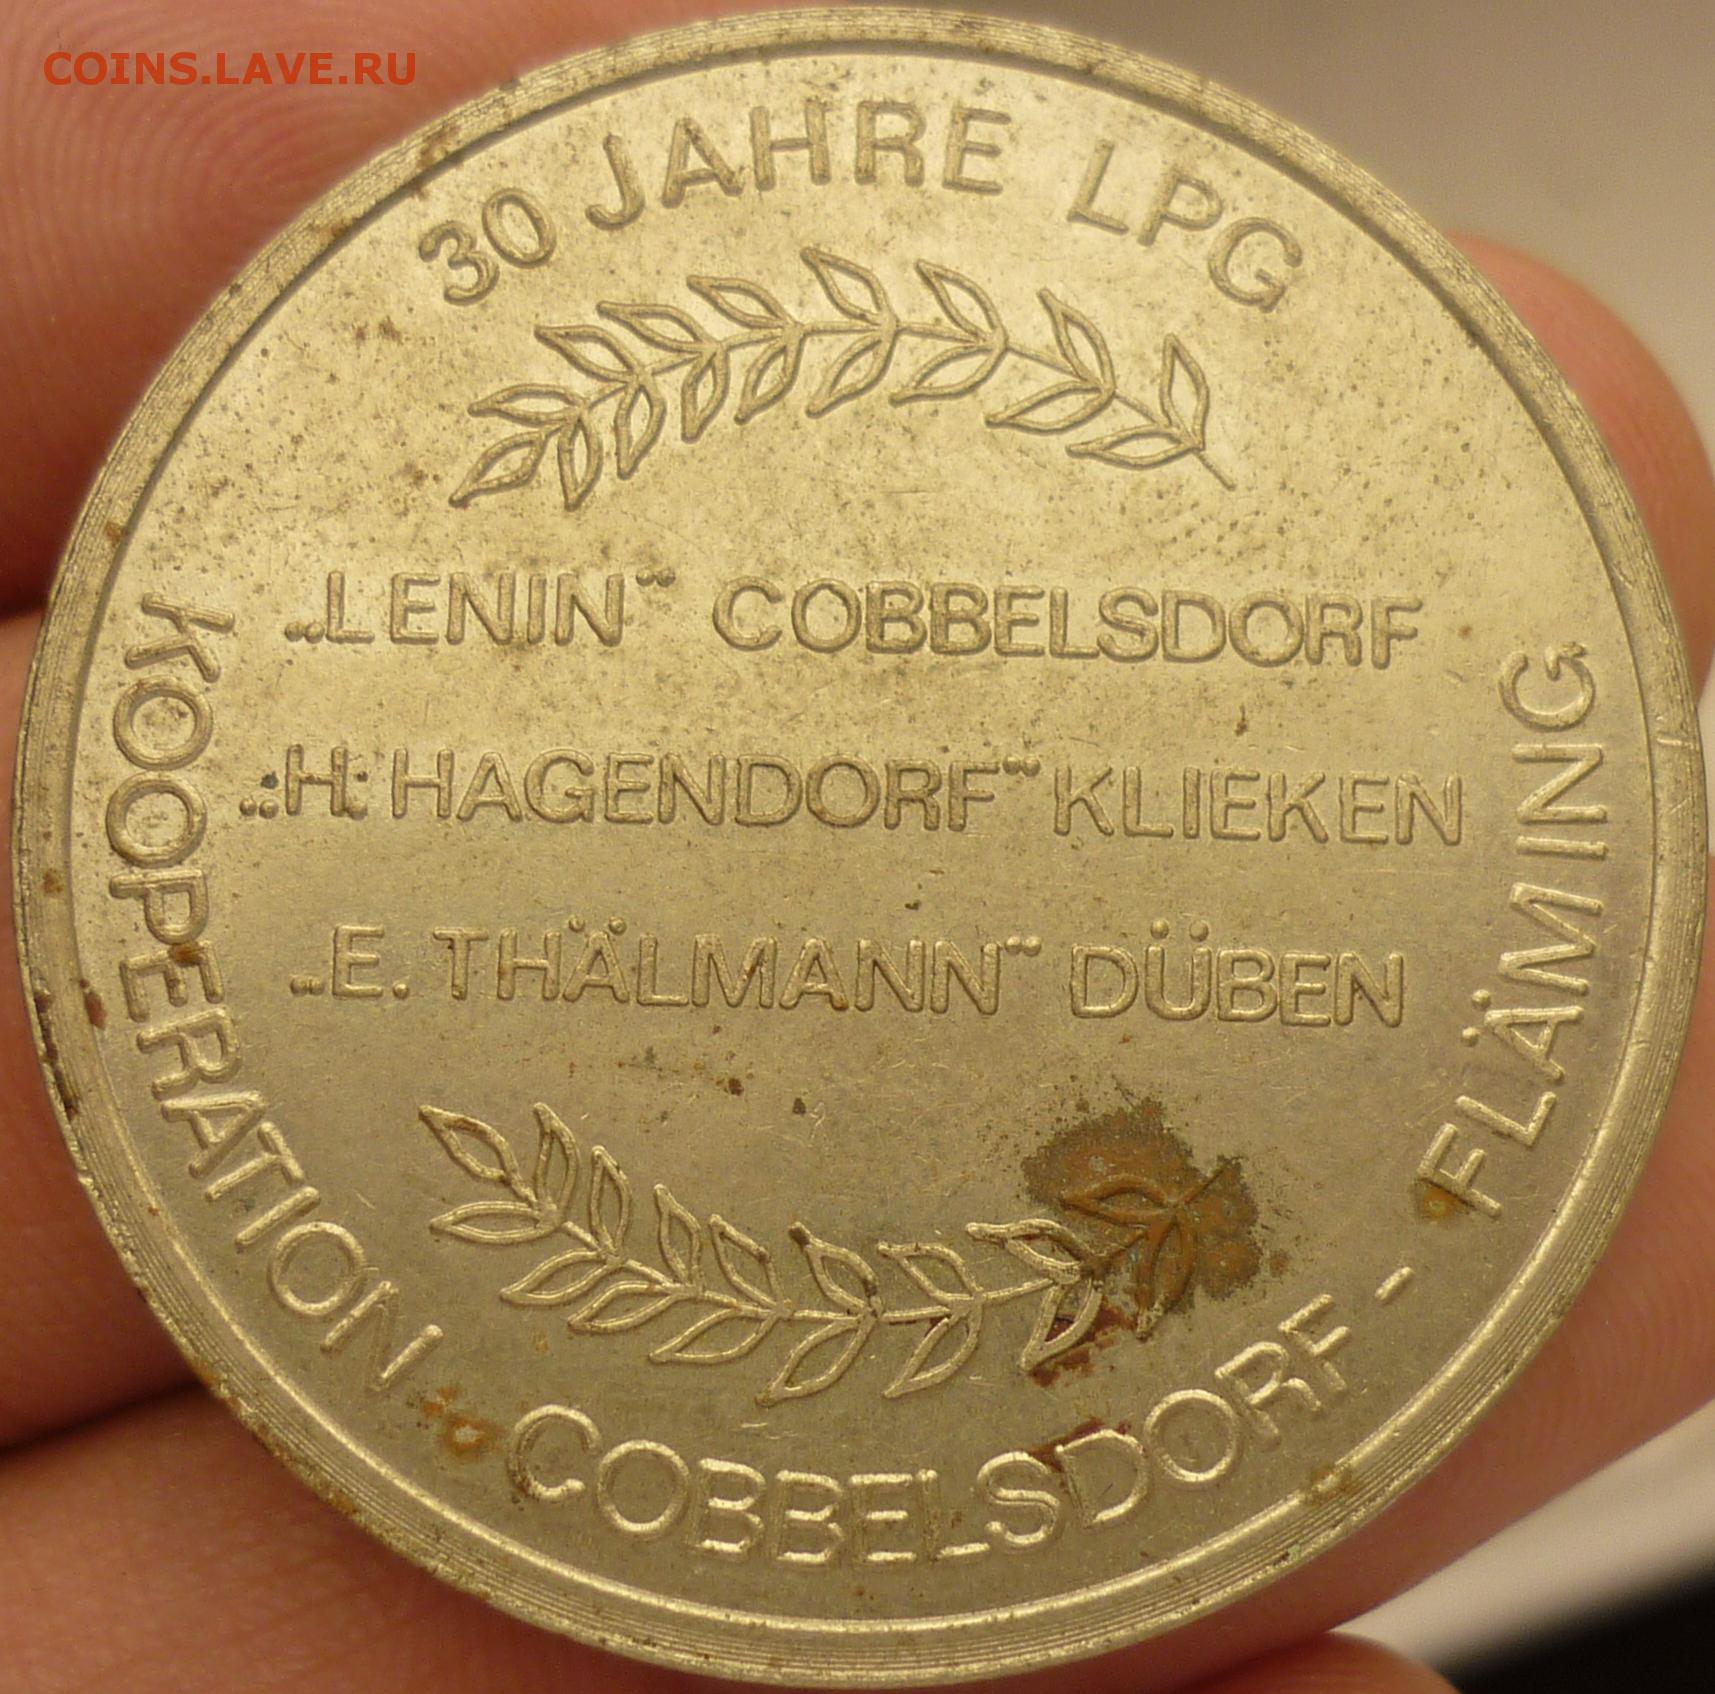 COINS.LAVE.RU
30 JAHRE LPG
„LENIN“ COBBELSDORF
„H. HAGENDORF“ KLIEKEN
„E. THÄLMANN“ DÜBEN
KOOPERATION COBBELSDORF - FLÄMING